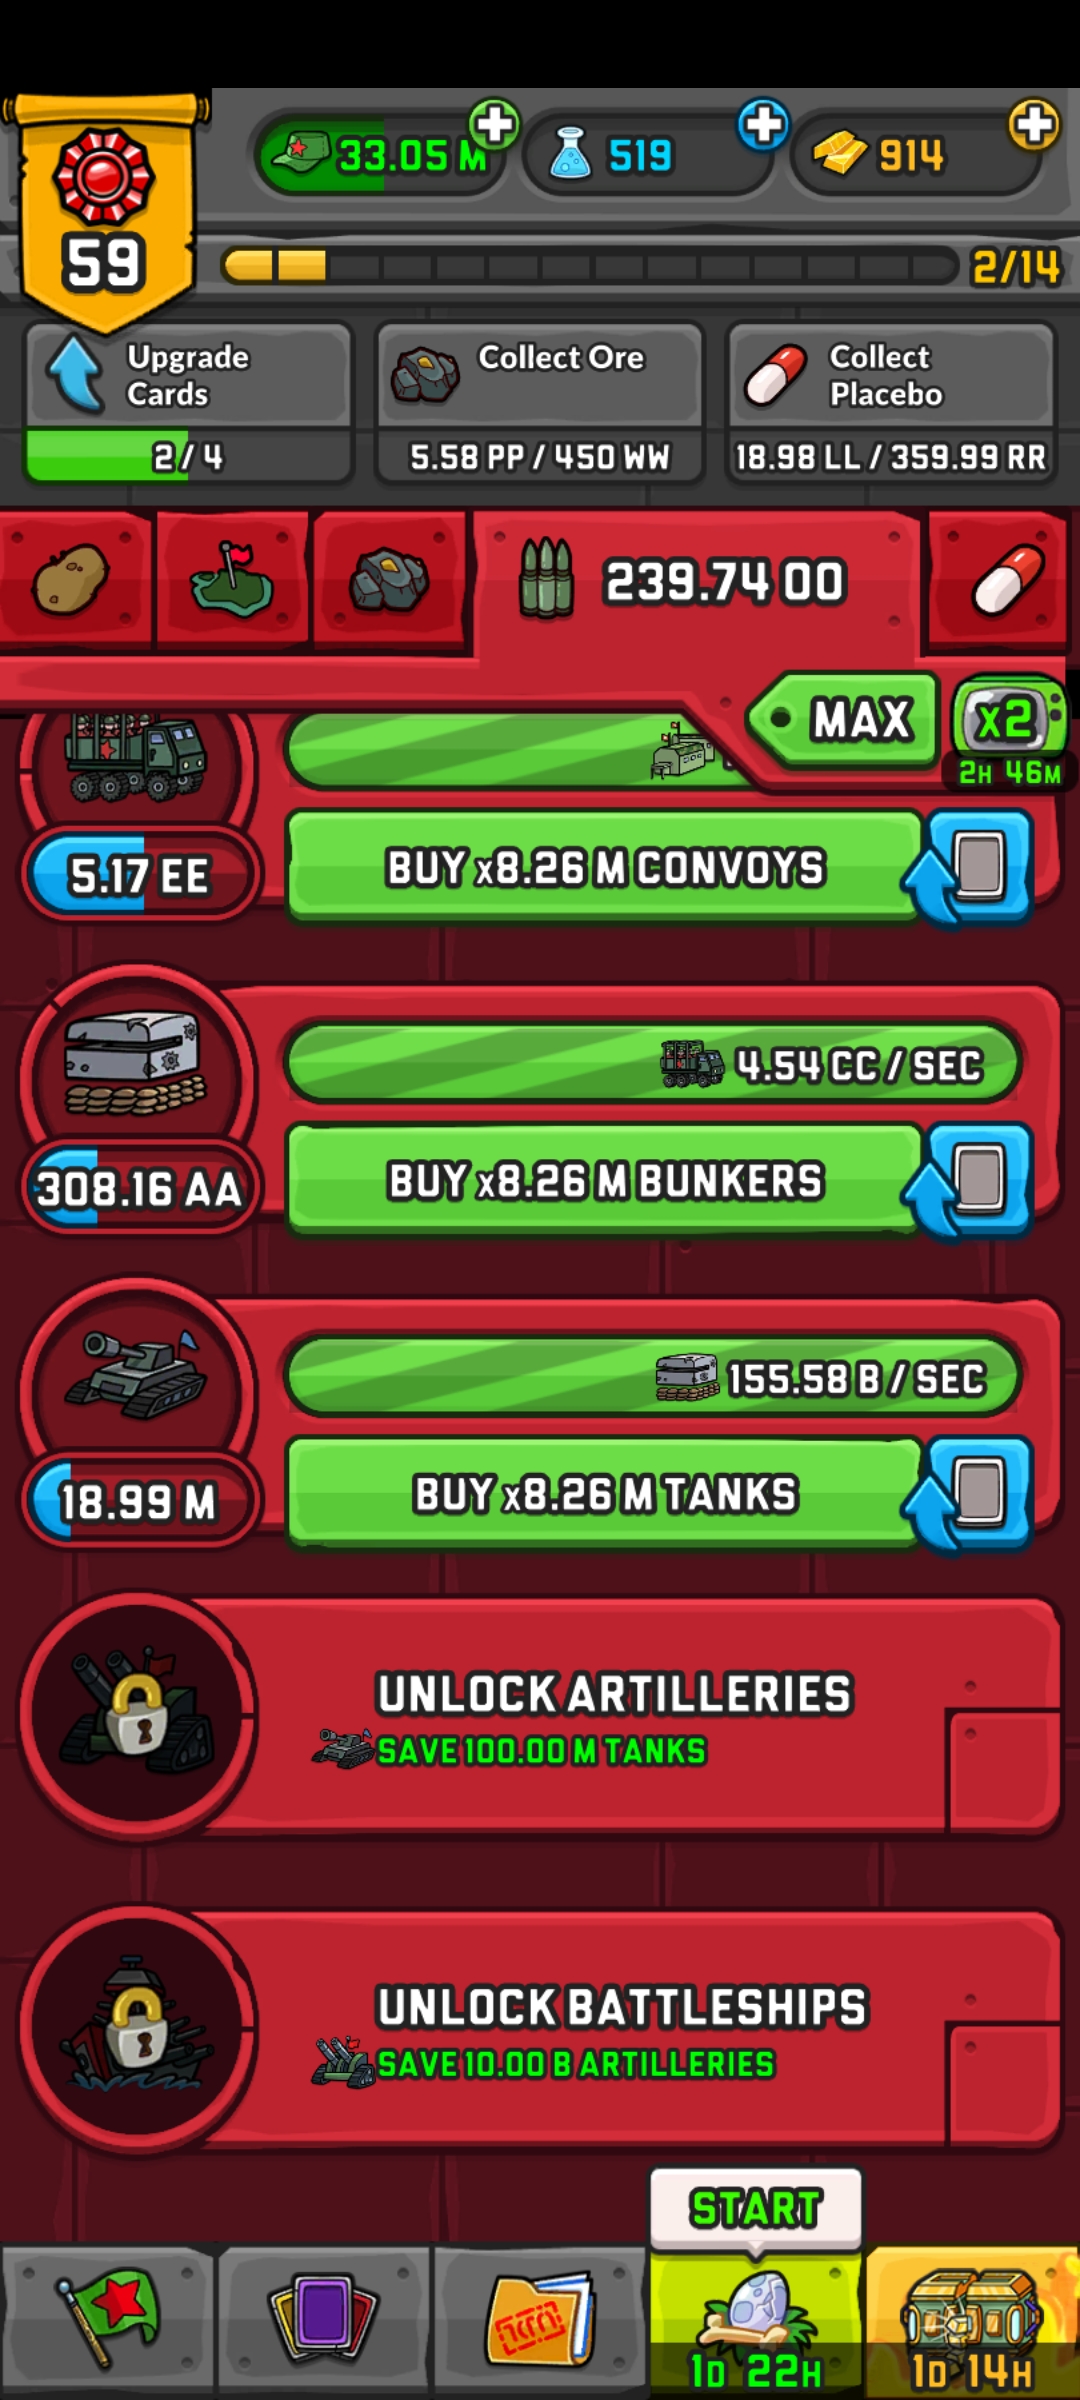 33.05 M
519
914
59
2/14
Upgrade
Cards
2 / 4
Collect Ore
5.58 PP / 450 WW
Collect
Placebo
18.98 LL / 359.99 RR
239.74 OO
MAX
x2
2H 46M
5.17 EE
BUY x8.26 M CONVOYS
4.54 CC / SEC
308.16 AA
BUY x8.26 M BUNKERS
155.58 B / SEC
18.99 M
BUY x8.26 M TANKS
UNLOCK ARTILLERIES
SAVE 100.00 M TANKS
UNLOCK BATTLESHIPS
SAVE 10.00 B ARTILLERIES
START
1D 22H
1D 14H